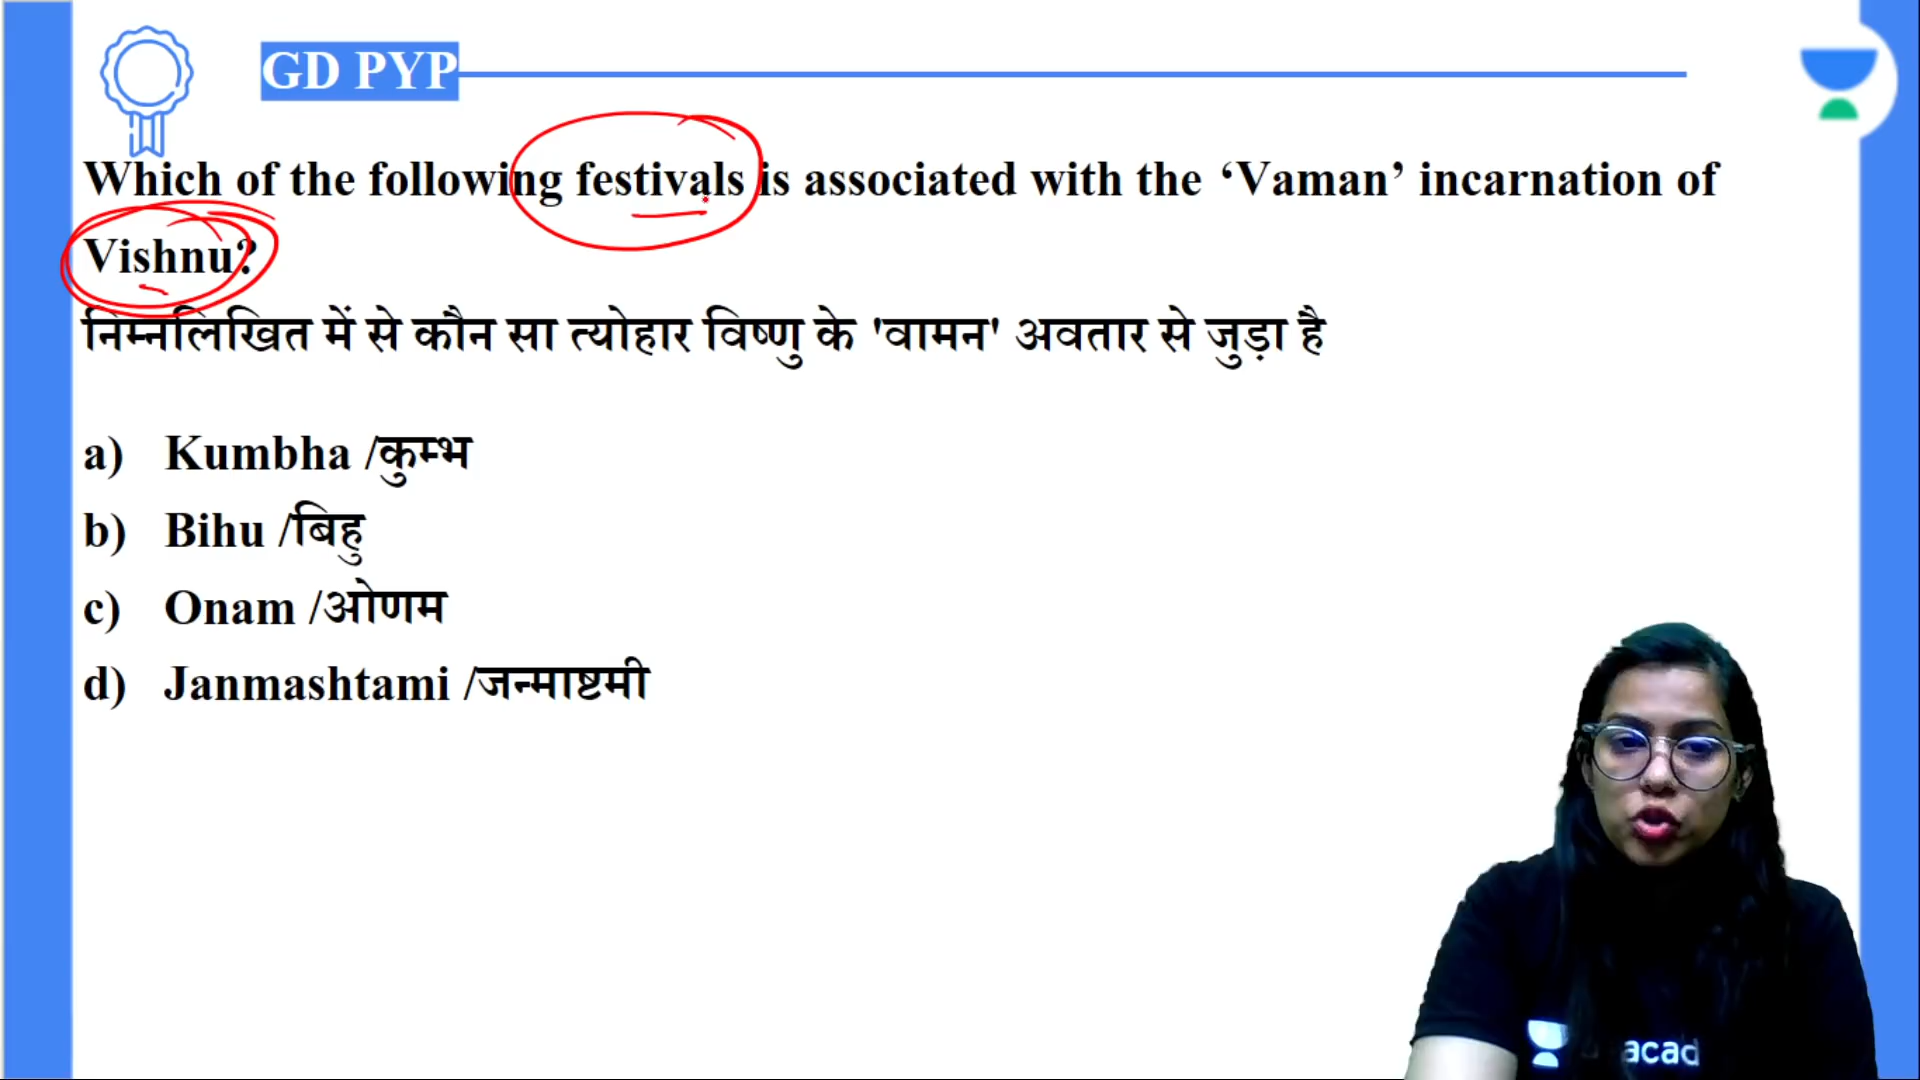 GD PYP
Which of the following festivals is associated with the ‘Vaman’ incarnation of
Vishnu?
निम्नलिखित में से कौन सा त्योहार विष्णु के 'वामन' अवतार से जुड़ा है
a) Kumbha /कुम्भ
b) Bihu /बिहु
c) Onam /ओणम
d) Janmashtami /जन्माष्टमी
acad